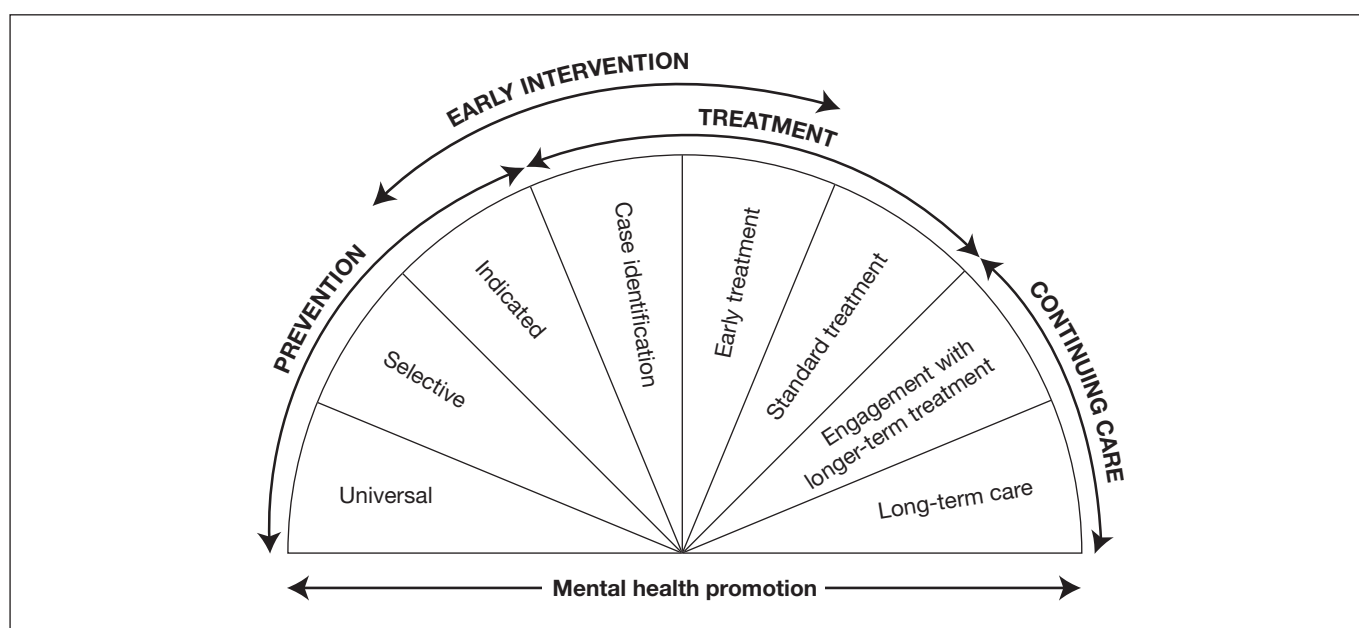 EARLY INTERVENTION
TREATMENT
PREVENTION
CONTINUING CARE
Universal
Selective
Indicated
Case identification
Early treatment
Standard treatment
Engagement with
longer-term treatment
Long-term care
Mental health promotion